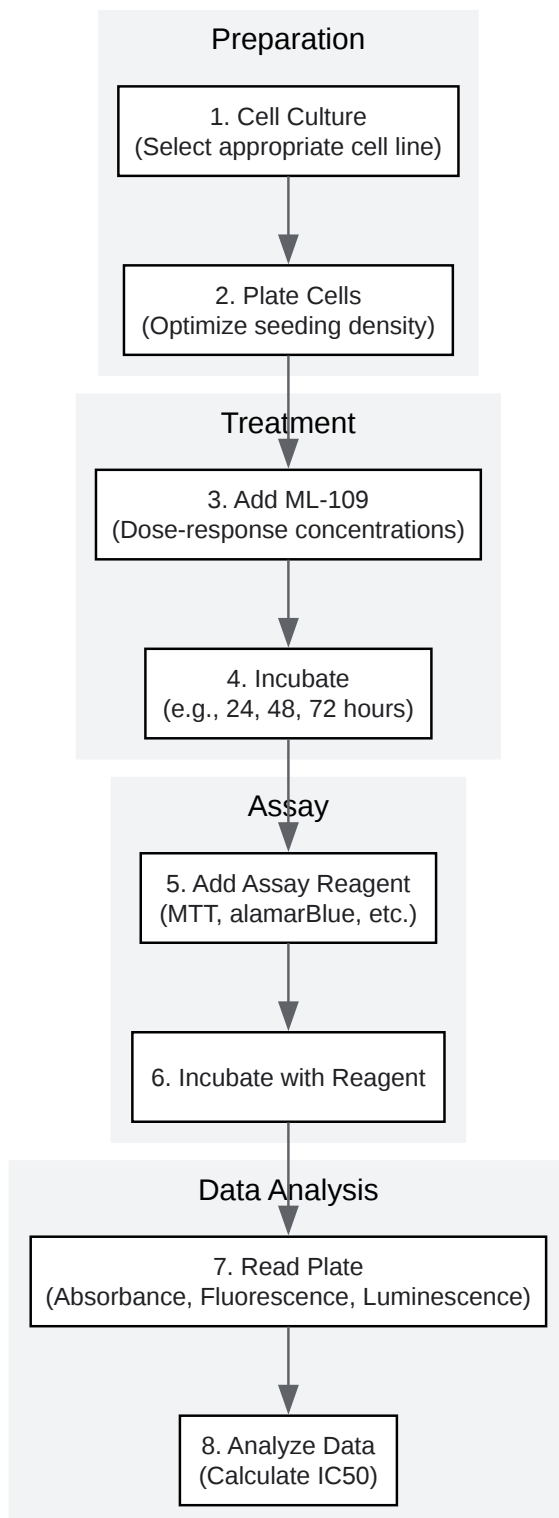 Preparation
1. Cell Culture
(Select appropriate cell line)
2. Plate Cells
(Optimize seeding density)
Treatment
3. Add ML-109
(Dose-response concentrations)
4. Incubate
(e.g., 24, 48, 72 hours)
Assay
5. Add Assay Reagent
(MTT, alamarBlue, etc.)
6. Incubate with Reagent
Data Analysis
7. Read Plate
(Absorbance, Fluorescence, Luminescence)
8. Analyze Data
(Calculate IC50)